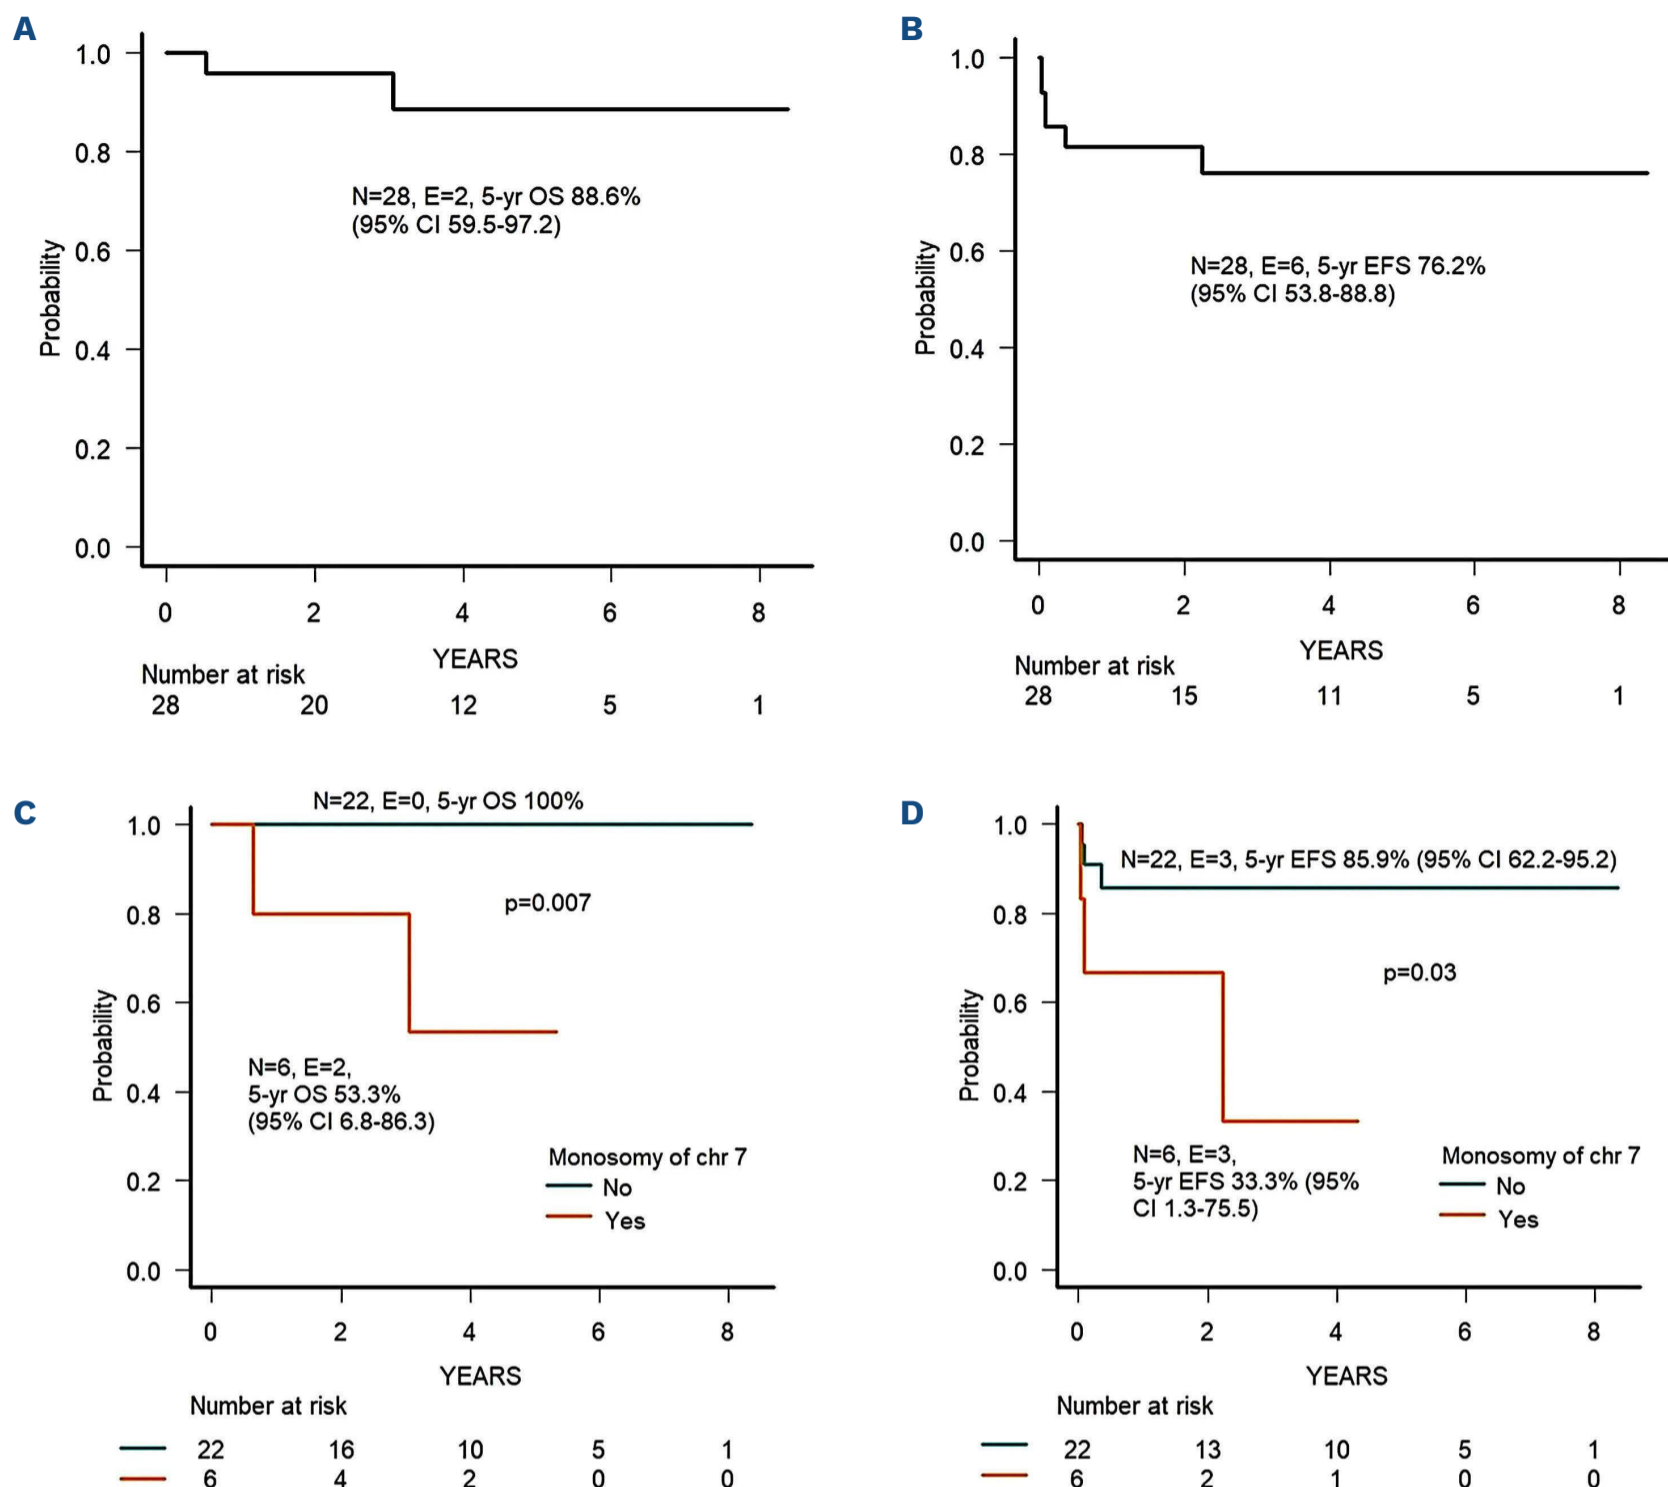 A
1.0
0.8
0.6
0.4
0.2
0.0
Probability
N=28, E=2, 5-yr OS 88.6%
(95% CI 59.5-97.2)
0 2 4 6 8
YEARS
Number at risk
28 20 12 5 1
B
1.0
0.8
0.6
0.4
0.2
0.0
Probability
N=28, E=6, 5-yr EFS 76.2%
(95% CI 53.8-88.8)
0 2 4 6 8
YEARS
Number at risk
28 15 11 5 1
C
N=22, E=0, 5-yr OS 100%
1.0
0.8
0.6
0.4
0.2
0.0
Probability
p=0.007
N=6, E=2,
5-yr OS 53.3%
(95% CI 6.8-86.3)
Monosomy of chr 7
No
Yes
0 2 4 6 8
YEARS
Number at risk
22 16 10 5 1
6 4 2 0 0
D
1.0
0.8
0.6
0.4
0.2
0.0
Probability
N=22, E=3, 5-yr EFS 85.9% (95% CI 62.2-95.2)
p=0.03
N=6, E=3,
5-yr EFS 33.3% (95%
CI 1.3-75.5)
Monosomy of chr 7
No
Yes
0 2 4 6 8
YEARS
Number at risk
22 13 10 5 1
6 2 1 0 0